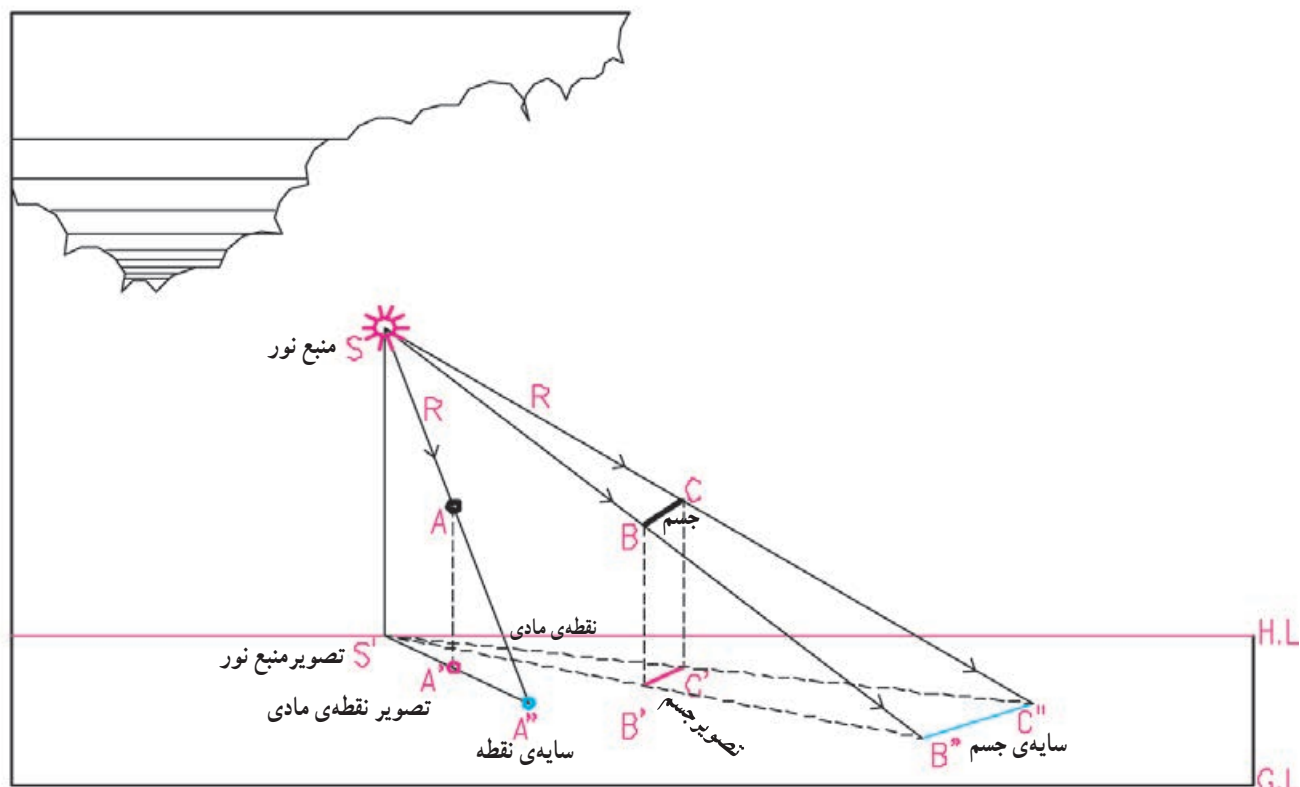 منبع نور
S
R
R
A
B
C
جسم
نقطه‌ی مادی
H.L
S'
تصویرمنبع نور
A'
تصویر نقطه‌ی مادی
A"
سایه‌ی نقطه
B'
C'
تصویرجسم
B"
C"
سایه‌ی جسم
G.L